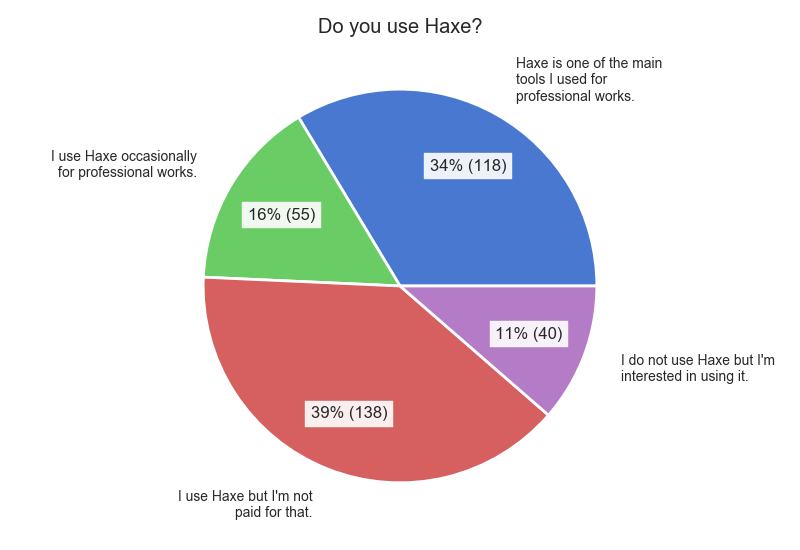 Do you use Haxe?
Haxe is one of the main
tools I used for
professional works.
34% (118)
I use Haxe occasionally
for professional works.
16% (55)
11% (40)
I do not use Haxe but I'm
interested in using it.
39% (138)
I use Haxe but I'm not
paid for that.